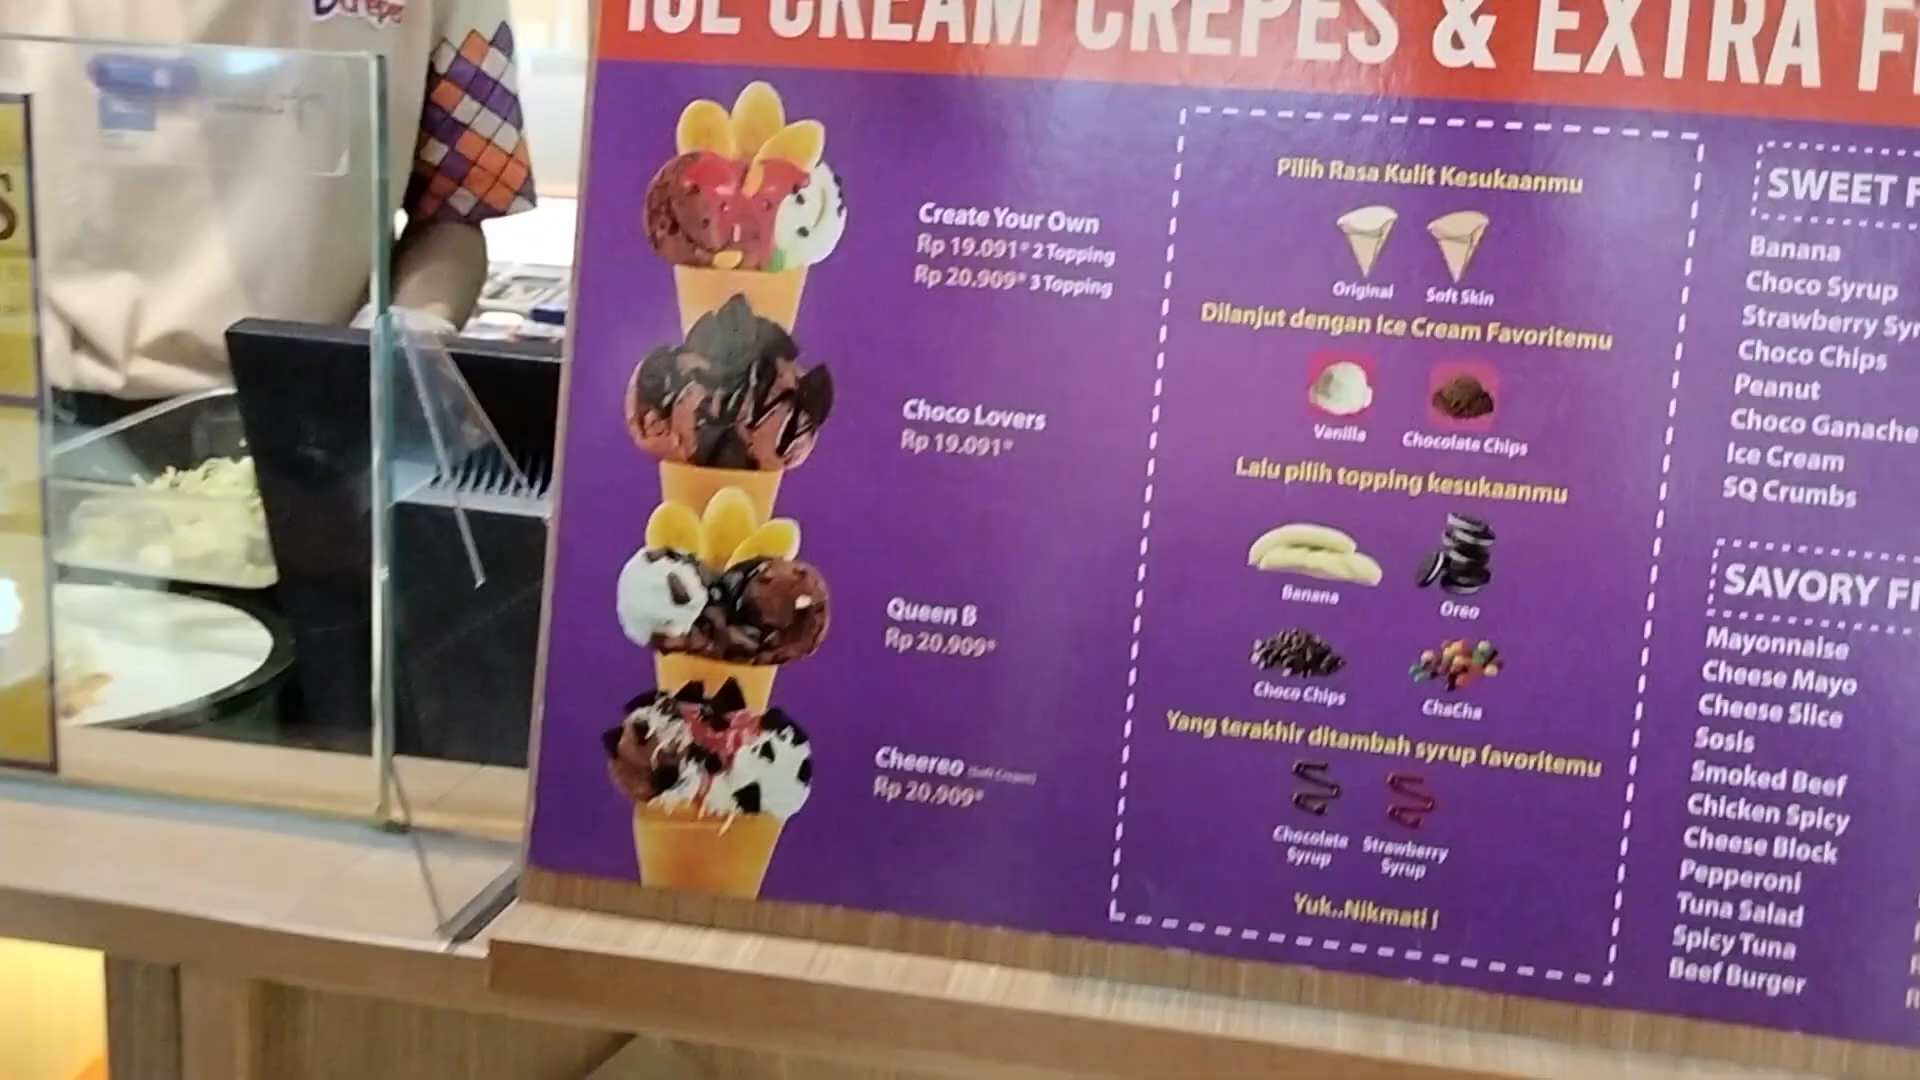 ICE CREAM CREPES & EXTRA
Create Your Own
Rp 19.091* 2 Topping
Rp 20.909* 3 Topping
Choco Lovers
Rp 19.091*
Queen B
Rp 20.909*
Cheereo
Rp 20.909*
Pilih Rasa Kulit Kesukaanmu
Original
Soft Skin
Dilanjut dengan Ice Cream Favoritemu
Vanilla
Chocolate Chips
Lalu pilih topping kesukaanmu
Banana
Oreo
Choco Chips
ChaCha
Yang terakhir ditambah syrup favoritemu
Chocolate
Syrup
Strawberry
Syrup
Yuk..Nikmati !
SWEET F
Banana
Choco Syrup
Strawberry Syr
Choco Chips
Peanut
Choco Ganache
Ice Cream
SQ Crumbs
SAVORY FI
Mayonnaise
Cheese Mayo
Cheese Slice
Sosis
Smoked Beef
Chicken Spicy
Cheese Block
Pepperoni
Tuna Salad
Spicy Tuna
Beef Burger